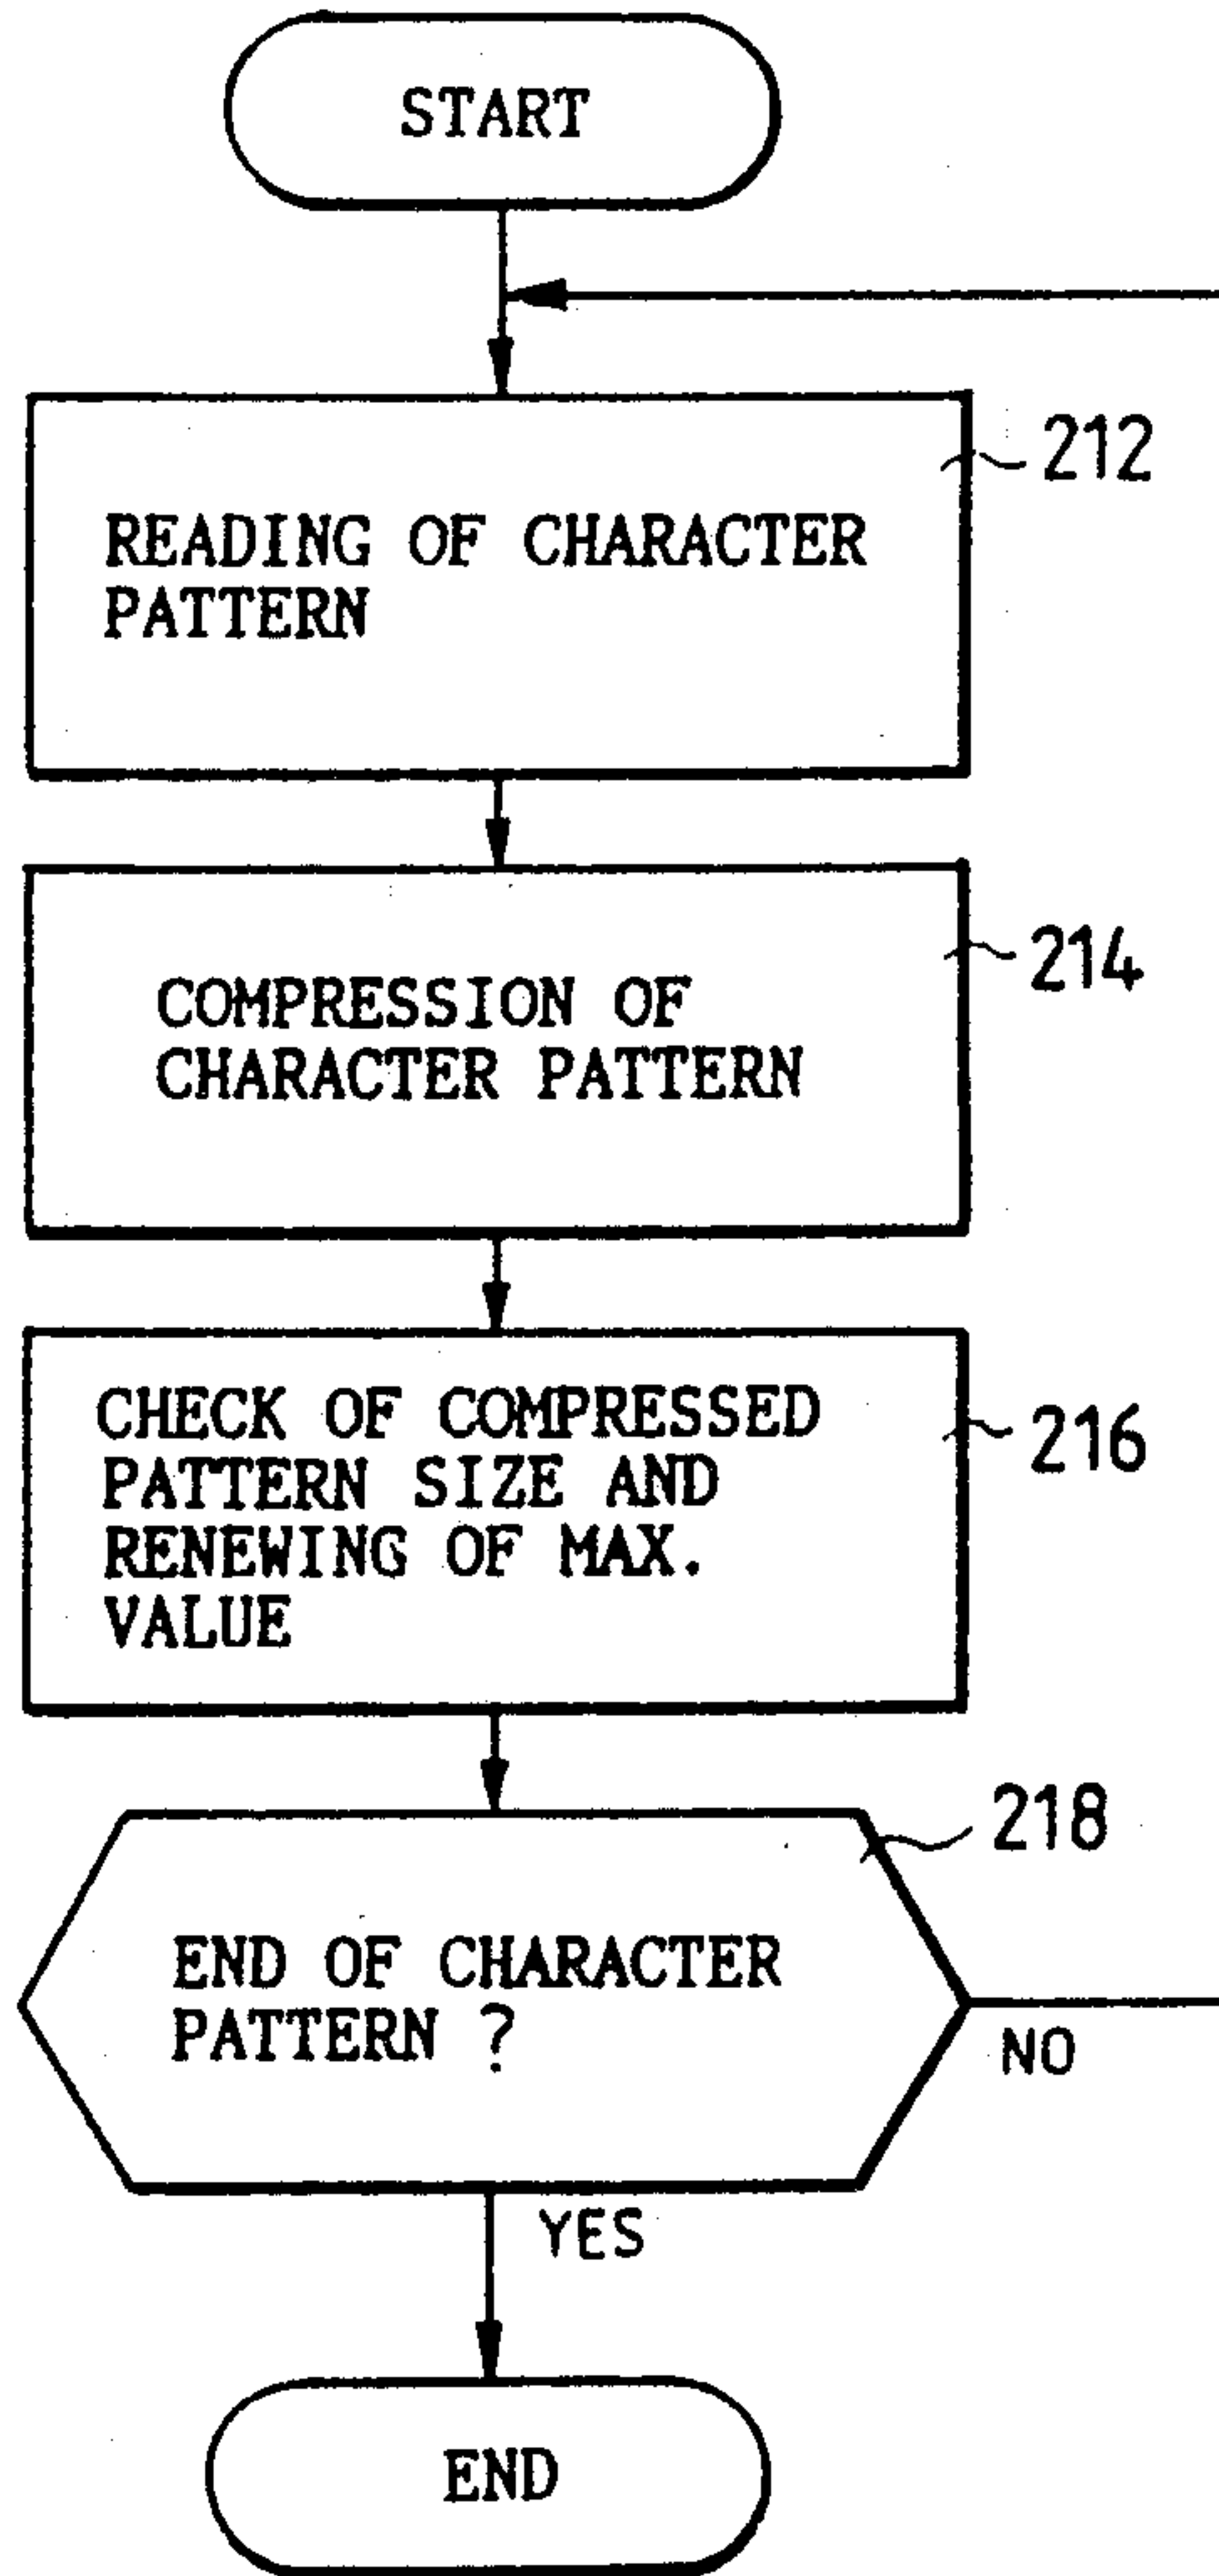 START
212
READING OF CHARACTER
PATTERN
214
COMPRESSION OF
CHARACTER PATTERN
216
CHECK OF COMPRESSED
PATTERN SIZE AND
RENEWING OF MAX.
VALUE
218
END OF CHARACTER
PATTERN ?
NO
YES
END